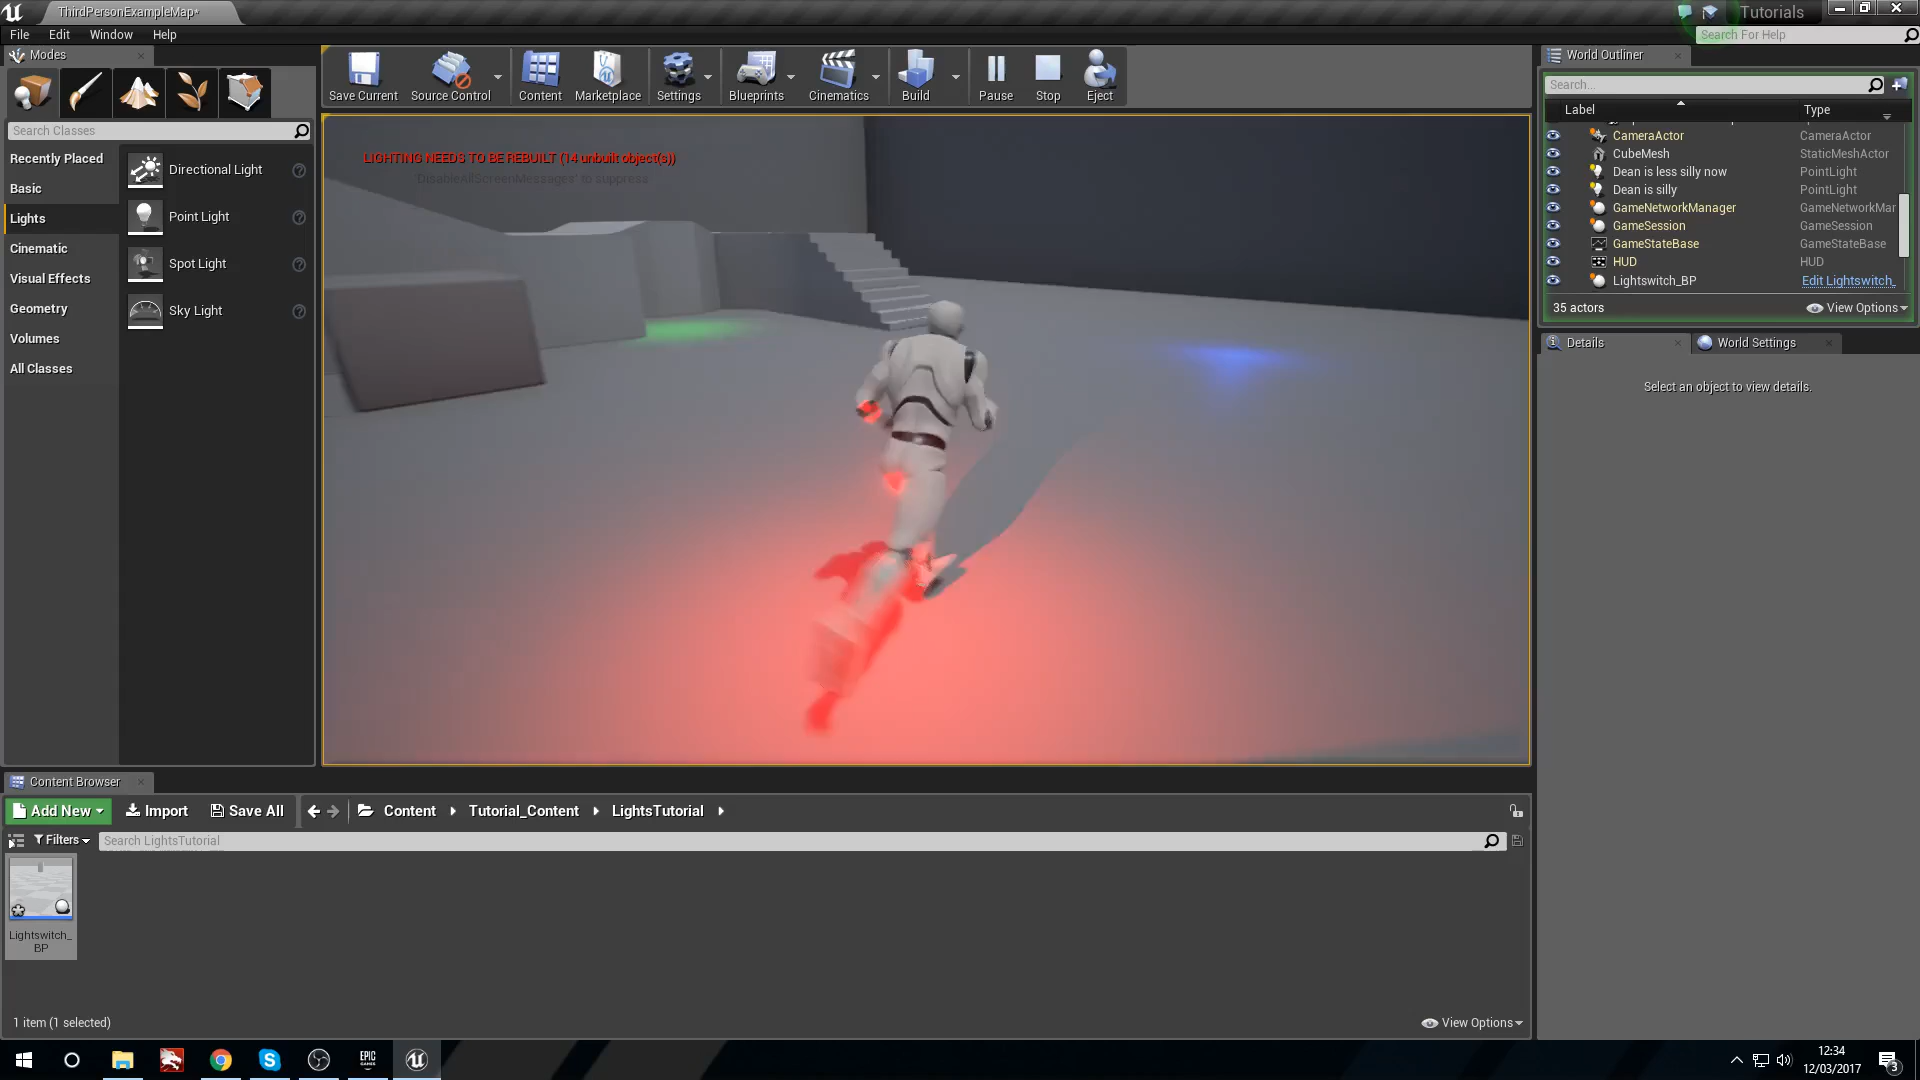 ThirdPersonExampleMap*
Tutorials
File Edit Window Help
Search For Help
Modes
Search Classes
Recently Placed
Basic
Lights
Cinematic
Visual Effects
Geometry
Volumes
All Classes
Directional Light
Point Light
Spot Light
Sky Light
Save Current
Source Control
Content
Marketplace
Settings
Blueprints
Cinematics
Build
Pause
Stop
Eject
LIGHTING NEEDS TO BE REBUILT (14 unbuilt object(s))
'DisableAllScreenMessages' to suppress
World Outliner
Search...
Label Type
CameraActor CameraActor
CubeMesh StaticMeshActor
Dean is less silly now PointLight
Dean is silly PointLight
GameNetworkManager GameNetworkMar
GameSession GameSession
GameStateBase GameStateBase
HUD HUD
Lightswitch_BP Edit Lightswitch_
35 actors View Options
Details World Settings
Select an object to view details.
Content Browser
Add New Import Save All Content Tutorial_Content LightsTutorial
Filters Search LightsTutorial
Lightswitch_
BP
1 item (1 selected) View Options
EPIC
GAMES
12:34
12/03/2017
3